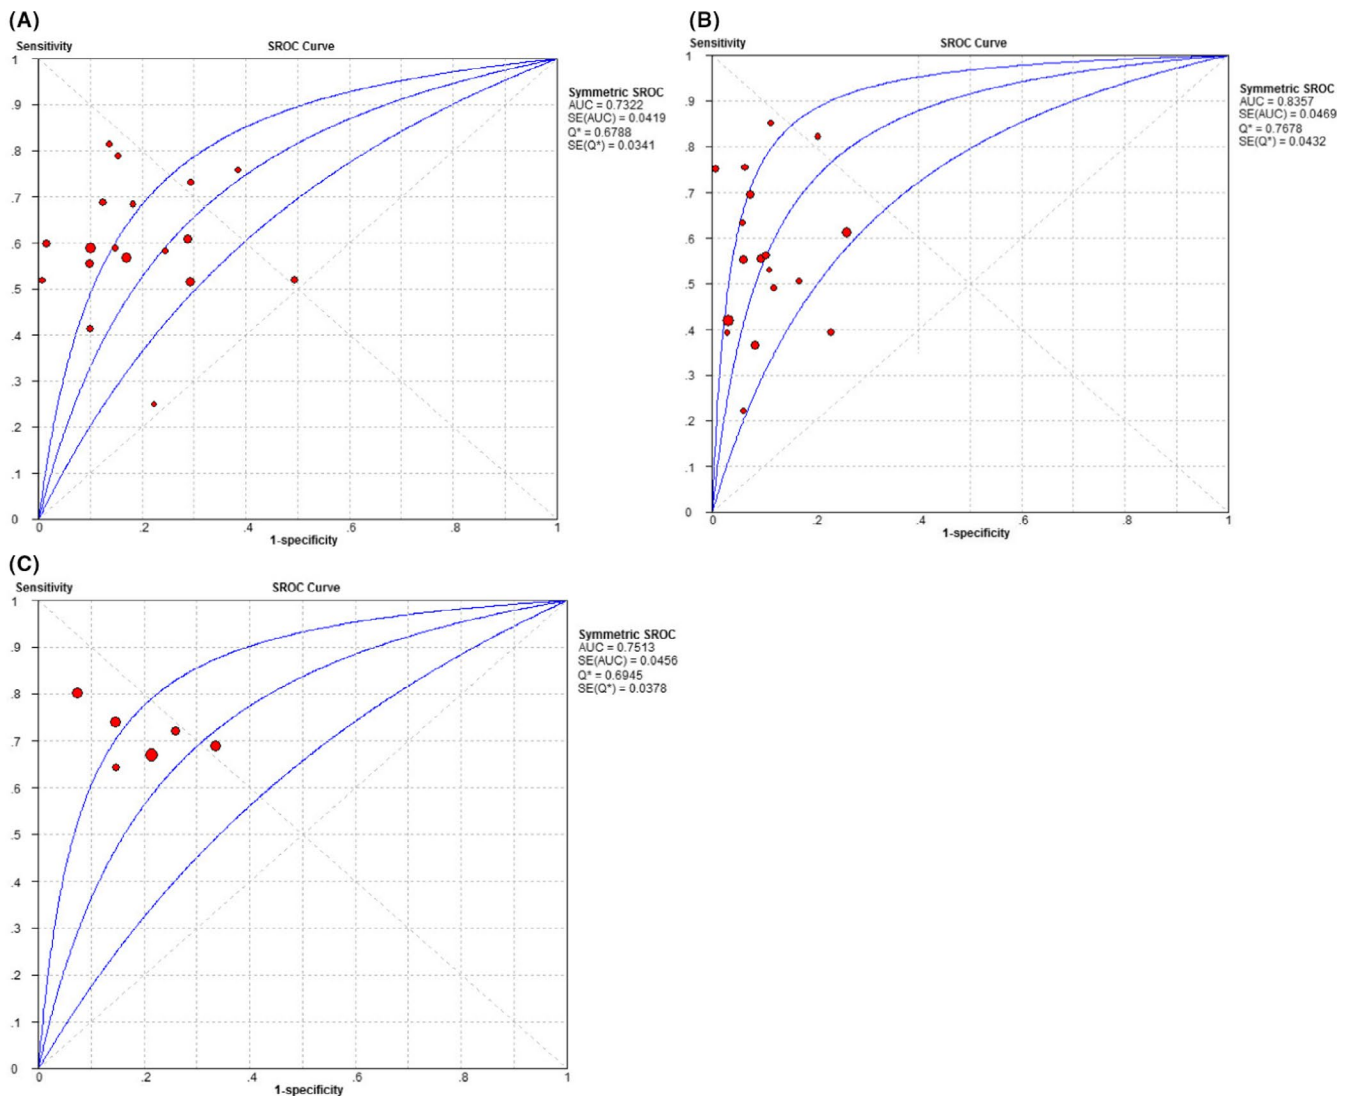 (A)
Sensitivity SROC Curve
1
.9
.8
.7
.6
.5
.4
.3
.2
.1
0
0 .2 .4 .6 .8 1
1-specificity
Symmetric SROC
AUC = 0.7322
SE(AUC) = 0.0419
Q* = 0.6788
SE(Q*) = 0.0341
(B)
Sensitivity SROC Curve
1
.9
.8
.7
.6
.5
.4
.3
.2
.1
0
0 .2 .4 .6 .8 1
1-specificity
Symmetric SROC
AUC = 0.8357
SE(AUC) = 0.0469
Q* = 0.7678
SE(Q*) = 0.0432
(C)
Sensitivity SROC Curve
1
.9
.8
.7
.6
.5
.4
.3
.2
.1
0
0 .2 .4 .6 .8 1
1-specificity
Symmetric SROC
AUC = 0.7513
SE(AUC) = 0.0456
Q* = 0.6945
SE(Q*) = 0.0378